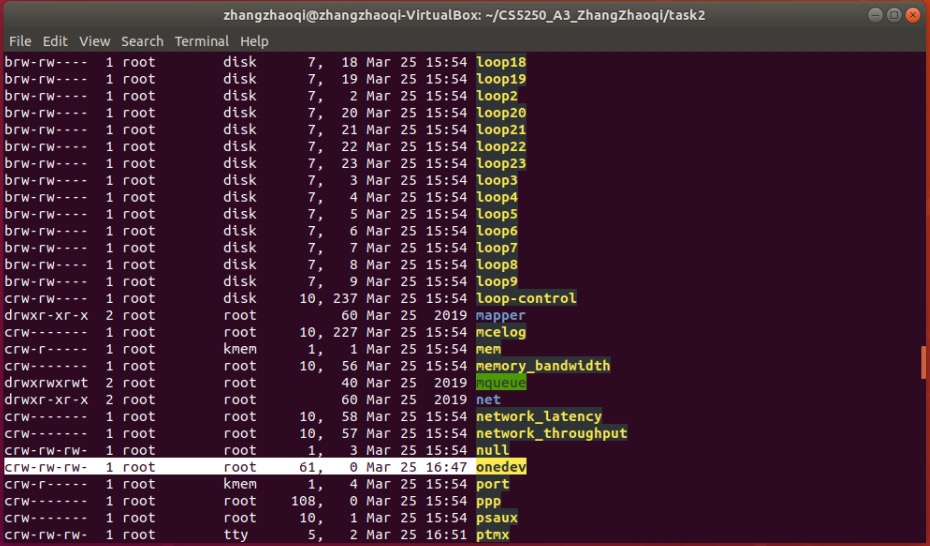 zhangzhaoqi@zhangzhaoqi-VirtualBox: ~/CS5250_A3_ZhangZhaoqi/task2
File Edit View Search Terminal Help
brw-rw---- 1 root disk 7, 18 Mar 25 15:54 loop18
brw-rw---- 1 root disk 7, 19 Mar 25 15:54 loop19
brw-rw---- 1 root disk 7, 2 Mar 25 15:54 loop2
brw-rw---- 1 root disk 7, 20 Mar 25 15:54 loop20
brw-rw---- 1 root disk 7, 21 Mar 25 15:54 loop21
brw-rw---- 1 root disk 7, 22 Mar 25 15:54 loop22
brw-rw---- 1 root disk 7, 23 Mar 25 15:54 loop23
brw-rw---- 1 root disk 7, 3 Mar 25 15:54 loop3
brw-rw---- 1 root disk 7, 4 Mar 25 15:54 loop4
brw-rw---- 1 root disk 7, 5 Mar 25 15:54 loop5
brw-rw---- 1 root disk 7, 6 Mar 25 15:54 loop6
brw-rw---- 1 root disk 7, 7 Mar 25 15:54 loop7
brw-rw---- 1 root disk 7, 8 Mar 25 15:54 loop8
brw-rw---- 1 root disk 7, 9 Mar 25 15:54 loop9
crw-rw---- 1 root disk 10, 237 Mar 25 15:54 loop-control
drwxr-xr-x 2 root root 60 Mar 25 2019 mapper
crw------- 1 root root 10, 227 Mar 25 15:54 mcelog
crw-r----- 1 root kmem 1, 1 Mar 25 15:54 mem
crw------- 1 root root 10, 56 Mar 25 15:54 memory_bandwidth
drwxrwxrwt 2 root root 40 Mar 25 2019 mqueue
drwxr-xr-x 2 root root 60 Mar 25 2019 net
crw------- 1 root root 10, 58 Mar 25 15:54 network_latency
crw------- 1 root root 10, 57 Mar 25 15:54 network_throughput
crw-rw-rw- 1 root root 1, 3 Mar 25 15:54 null
crw-rw-rw- 1 root root 61, 0 Mar 25 16:47 onedev
crw-r----- 1 root kmem 1, 4 Mar 25 15:54 port
crw------- 1 root root 108, 0 Mar 25 15:54 ppp
crw------- 1 root root 10, 1 Mar 25 15:54 psaux
crw-rw-rw- 1 root tty 5, 2 Mar 25 16:51 ptmx